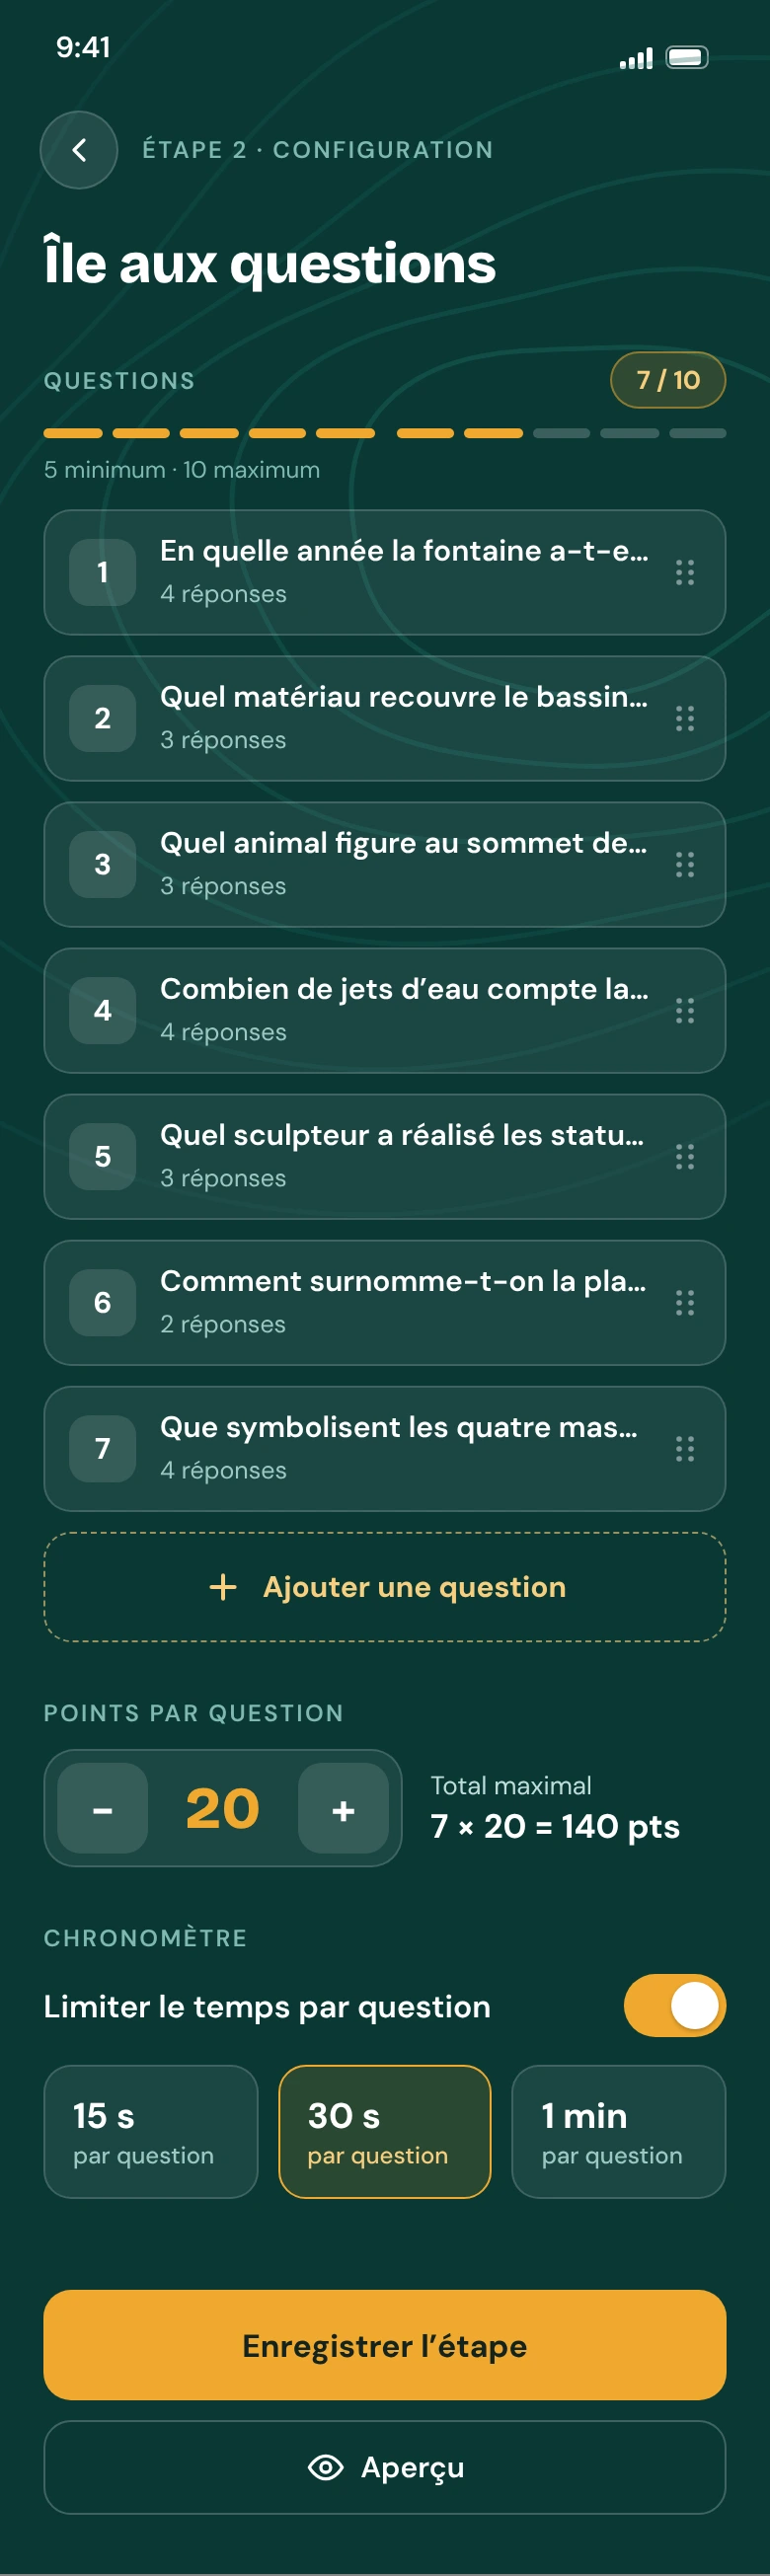 9:41
ÉTAPE 2 · CONFIGURATION
Île aux questions
QUESTIONS
7 / 10
5 minimum · 10 maximum
1
En quelle année la fontaine a-t-e…
4 réponses
2
Quel matériau recouvre le bassin…
3 réponses
3
Quel animal figure au sommet de…
3 réponses
4
Combien de jets d’eau compte la…
4 réponses
5
Quel sculpteur a réalisé les statu…
3 réponses
6
Comment surnomme-t-on la pla…
2 réponses
7
Que symbolisent les quatre mas…
4 réponses
+ Ajouter une question
POINTS PAR QUESTION
− 20 +
Total maximal
7 × 20 = 140 pts
CHRONOMÈTRE
Limiter le temps par question
15 s
par question
30 s
par question
1 min
par question
Enregistrer l’étape
Aperçu